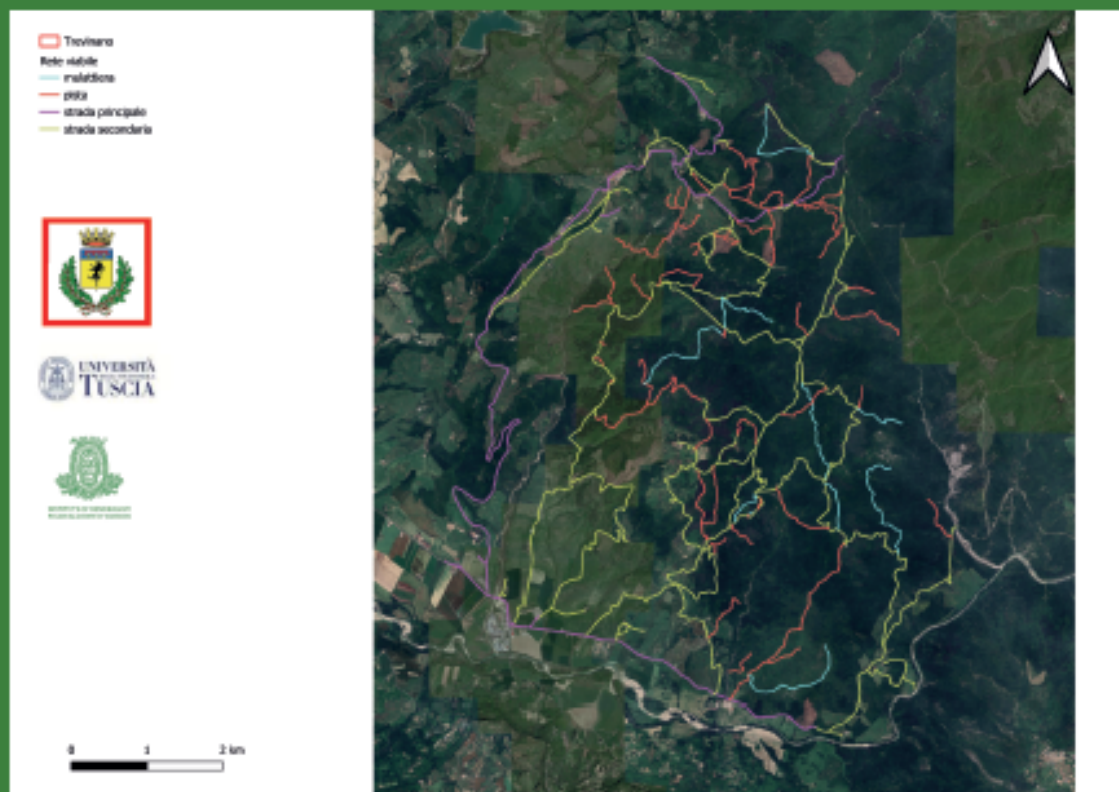 Trevinano
Rete viabile
mulattiera
pista
strada principale
strada secondaria
UNIVERSITÀ
TUSCIA
0 1 2 km